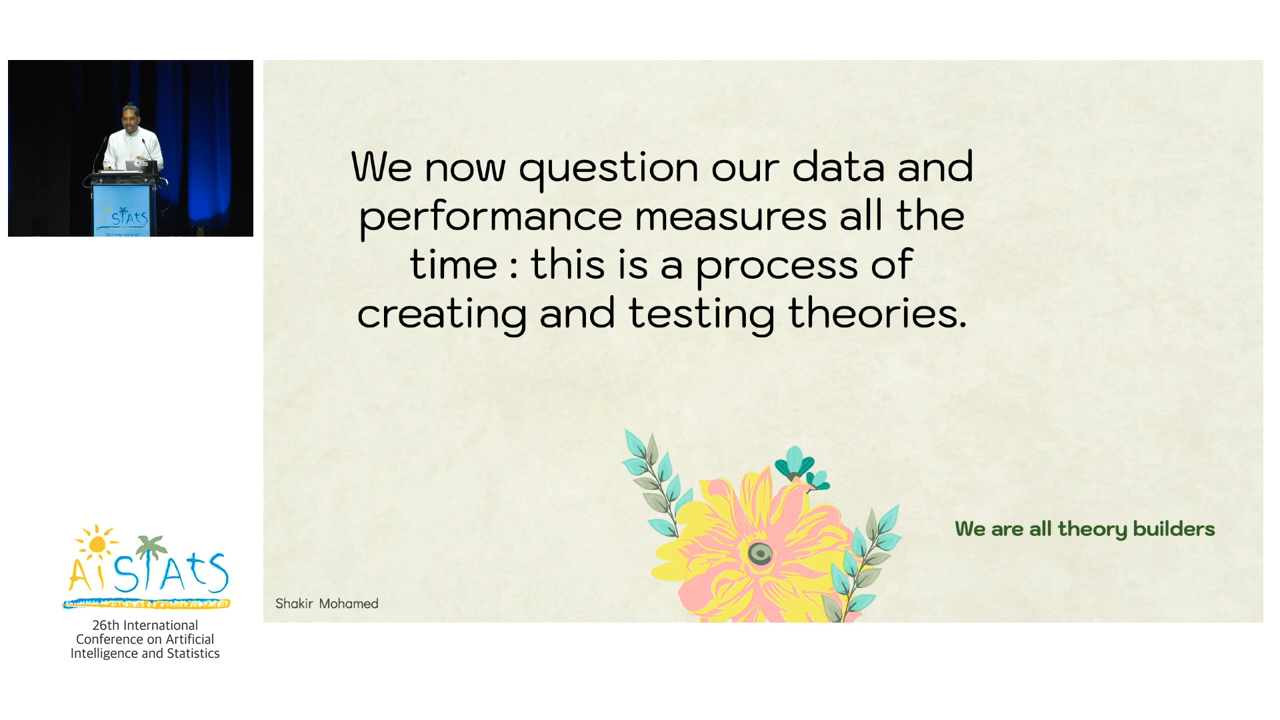 We now question our data and
performance measures all the
time : this is a process of
creating and testing theories.
We are all theory builders
Shakir Mohamed
AiSTATS
AiSTATS
26th International
Conference on Artificial
Intelligence and Statistics